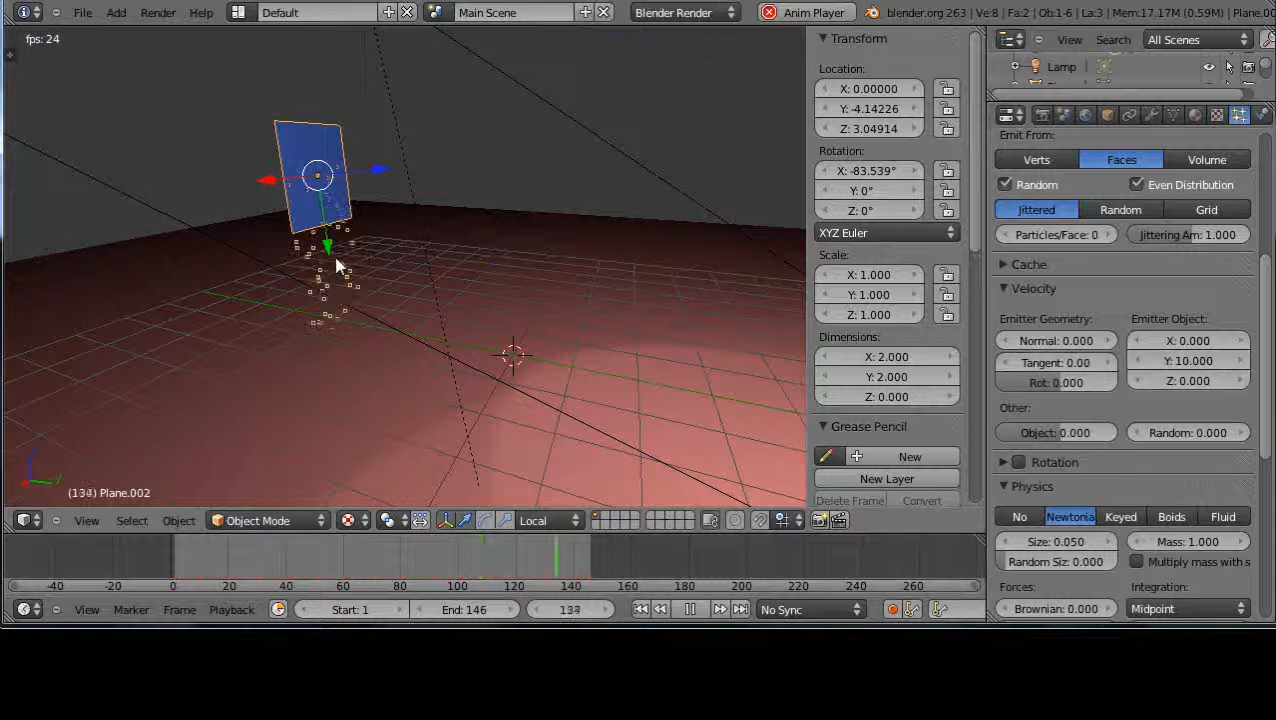 File Add Render Help Default Main Scene Blender Render Anim Player blender.org 263 | Ve:8 | Fa:2 | Ob:1-6 | La:3 | Mem:17.17M (0.59M) | Plane.00
fps: 24
Transform
Location:
X: 0.00000
Y: -4.14226
Z: 3.04914
Rotation:
X: -83.539°
Y: 0°
Z: 0°
XYZ Euler
Scale:
X: 1.000
Y: 1.000
Z: 1.000
Dimensions:
X: 2.000
Y: 2.000
Z: 0.000
Grease Pencil
New
New Layer
Delete Frame Convert
View Search All Scenes
Lamp
Emit From:
Verts Faces Volume
Random Even Distribution
Jittered Random Grid
Particles/Face: 0 Jittering Am: 1.000
Cache
Velocity
Emitter Geometry: Emitter Object:
Normal: 0.000 X: 0.000
Tangent: 0.00 Y: 10.000
Rot: 0.000 Z: 0.000
Other:
Object: 0.000 Random: 0.000
Rotation
Physics
No Newtonia Keyed Boids Fluid
Size: 0.050 Mass: 1.000
Random Siz: 0.000 Multiply mass with s
Forces: Integration:
Brownian: 0.000 Midpoint
(134) Plane.002
View Select Object Object Mode Local
-40 -20 0 20 40 60 80 100 120 140 160 180 200 220 240 260
View Marker Frame Playback Start: 1 End: 146 134 No Sync